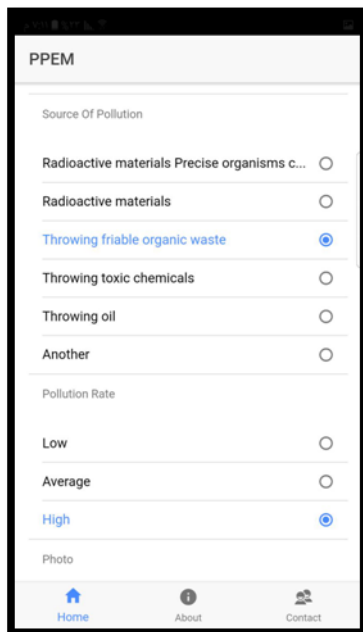 PPEM
Source Of Pollution
Radioactive materials Precise organisms c...
Radioactive materials
Throwing friable organic waste
Throwing toxic chemicals
Throwing oil
Another
Pollution Rate
Low
Average
High
Photo
Home
About
Contact